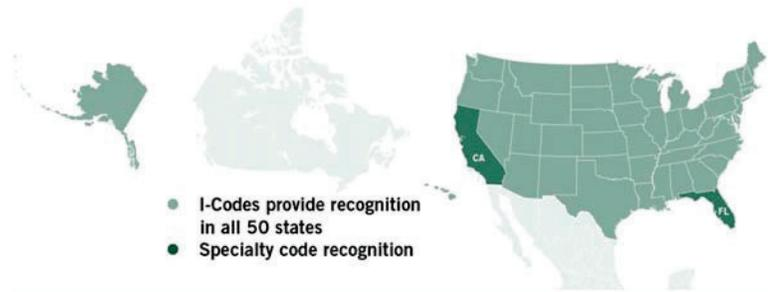 CA
FL
I-Codes provide recognition
in all 50 states
Specialty code recognition